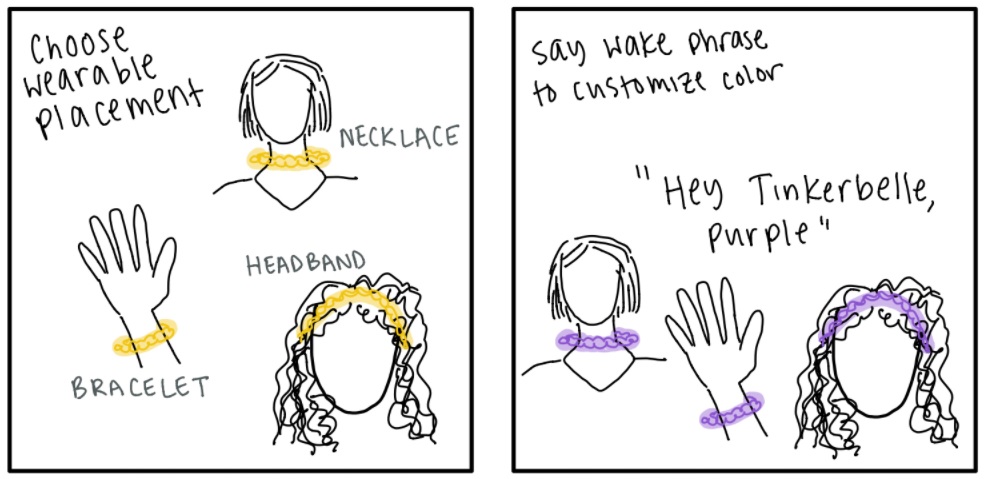 Choose
wearable
placement
NECKLACE
HEADBAND
BRACELET
say wake phrase
to customize color
"Hey Tinkerbelle,
purple"